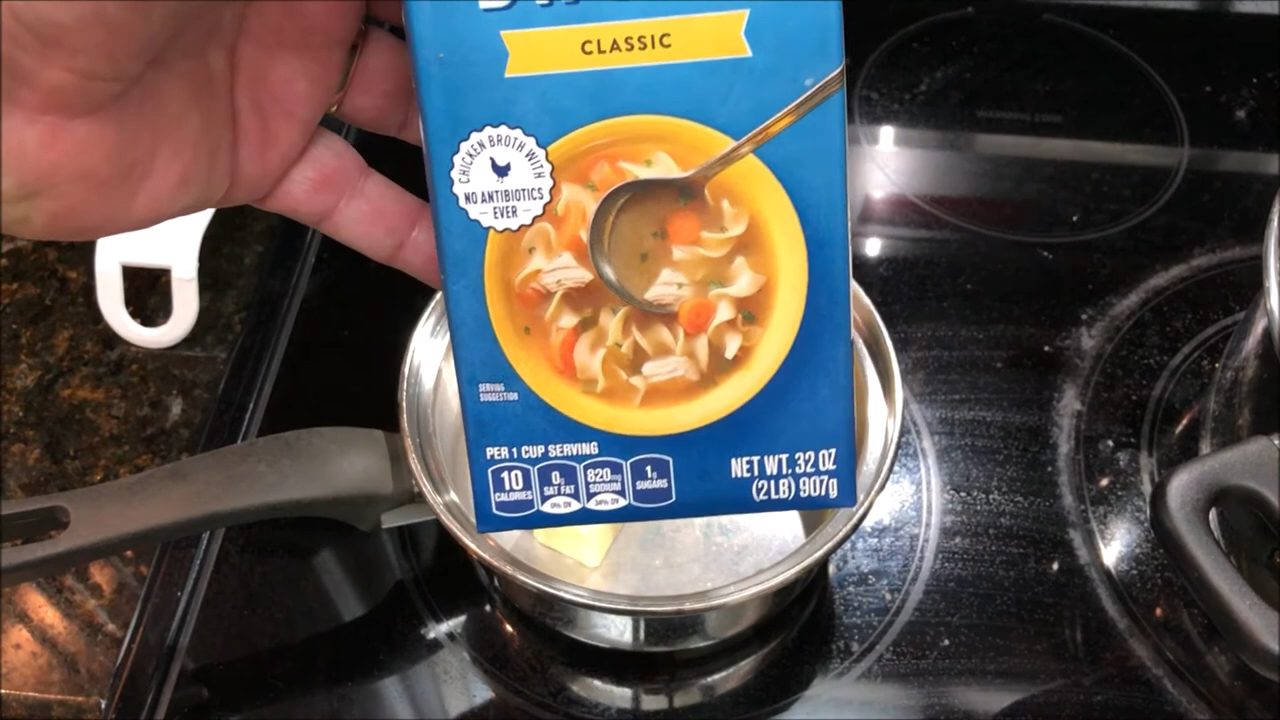 CLASSIC
CHICKEN BROTH WITH
NO ANTIBIOTICS
EVER
SERVING
SUGGESTION
PER 1 CUP SERVING
10
CALORIES
0g
SAT FAT
0% DV
820mg
SODIUM
34% DV
1g
SUGARS
NET WT. 32 OZ
(2 LB) 907g